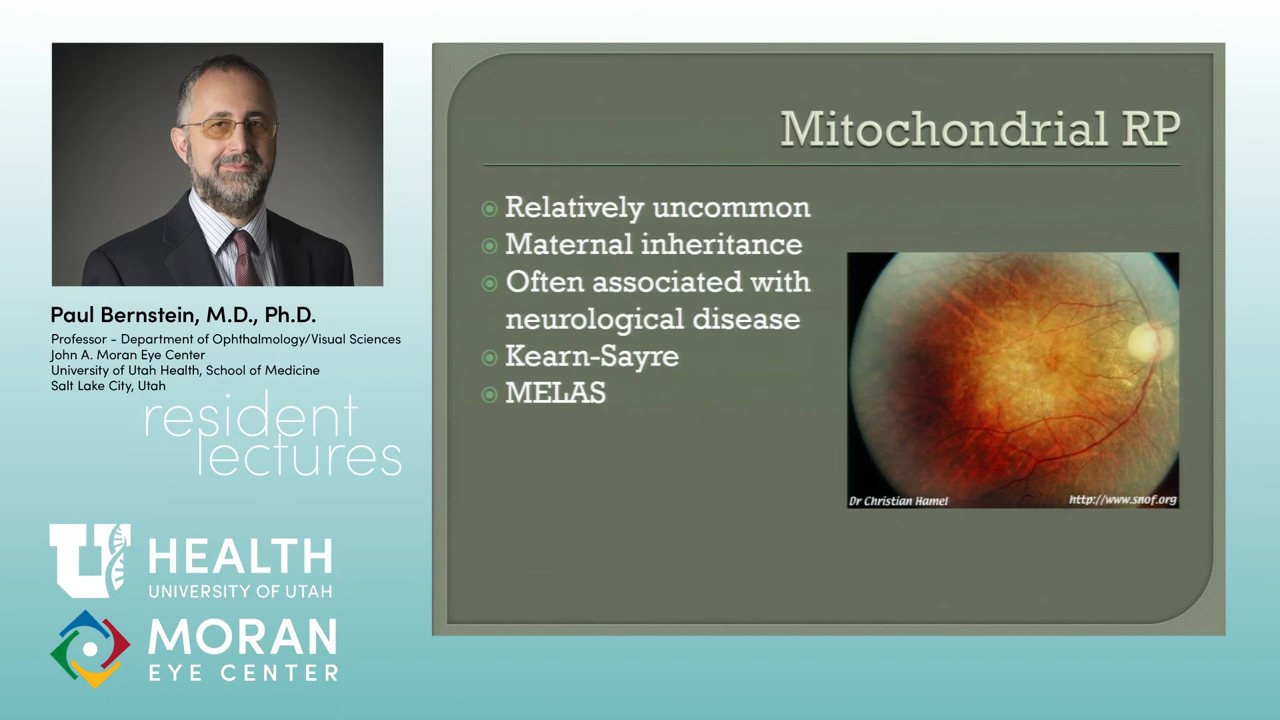 Paul Bernstein, M.D., Ph.D.
Professor - Department of Ophthalmology/Visual Sciences
John A. Moran Eye Center
University of Utah Health, School of Medicine
Salt Lake City, Utah
resident
lectures
U HEALTH
UNIVERSITY OF UTAH
MORAN
EYE CENTER
Mitochondrial RP
Relatively uncommon
Maternal inheritance
Often associated with
neurological disease
Kearn-Sayre
MELAS
Dr Christian Hamel
http://www.snof.org